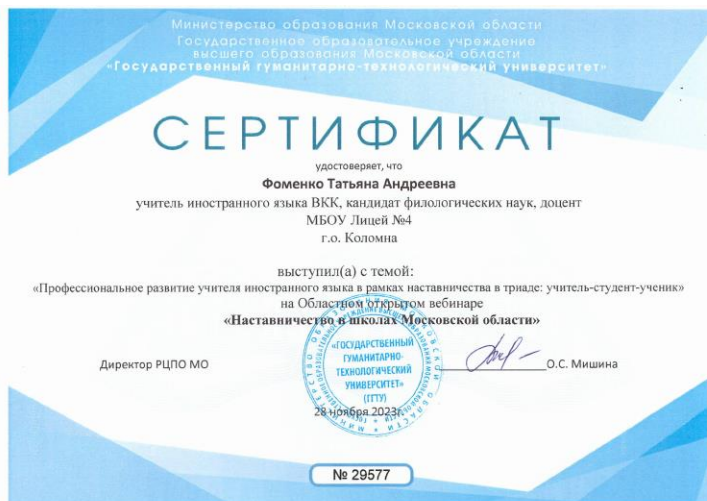 Министерство образования Московской области
Государственное образовательное учреждение
высшего образования Московской области
«Государственный гуманитарно-технологический университет»
СЕРТИФИКАТ
удостоверяет, что
Фоменко Татьяна Андреевна
учитель иностранного языка ВКК, кандидат филологических наук, доцент
МБОУ Лицей №4
г.о. Коломна
выступил(а) с темой:
«Профессиональное развитие учителя иностранного языка в рамках наставничества в триаде: учитель-студент-ученик»
на Областном открытом вебинаре
«Наставничество в школах Московской области»
«ГОСУДАРСТВЕННЫЙ
ГУМАНИТАРНО-
ТЕХНОЛОГИЧЕСКИЙ
УНИВЕРСИТЕТ»
(ГГТУ)
Директор РЦПО МО
О.С. Мишина
28 ноября 2023г.
№ 29577